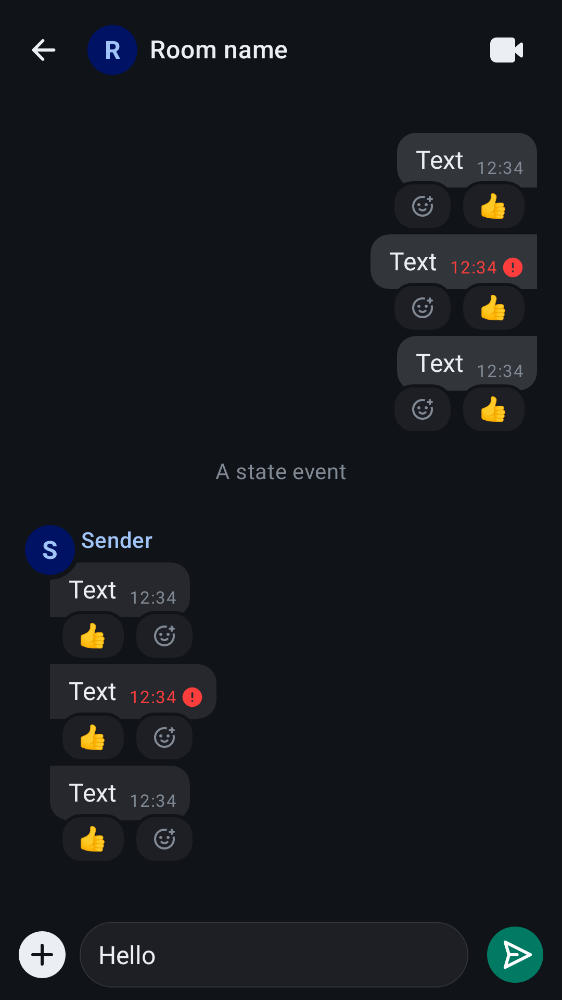 R Room name
Text 12:34
👍
Text 12:34
👍
Text 12:34
👍
A state event
S Sender
Text 12:34
👍
Text 12:34
👍
Text 12:34
👍
Hello